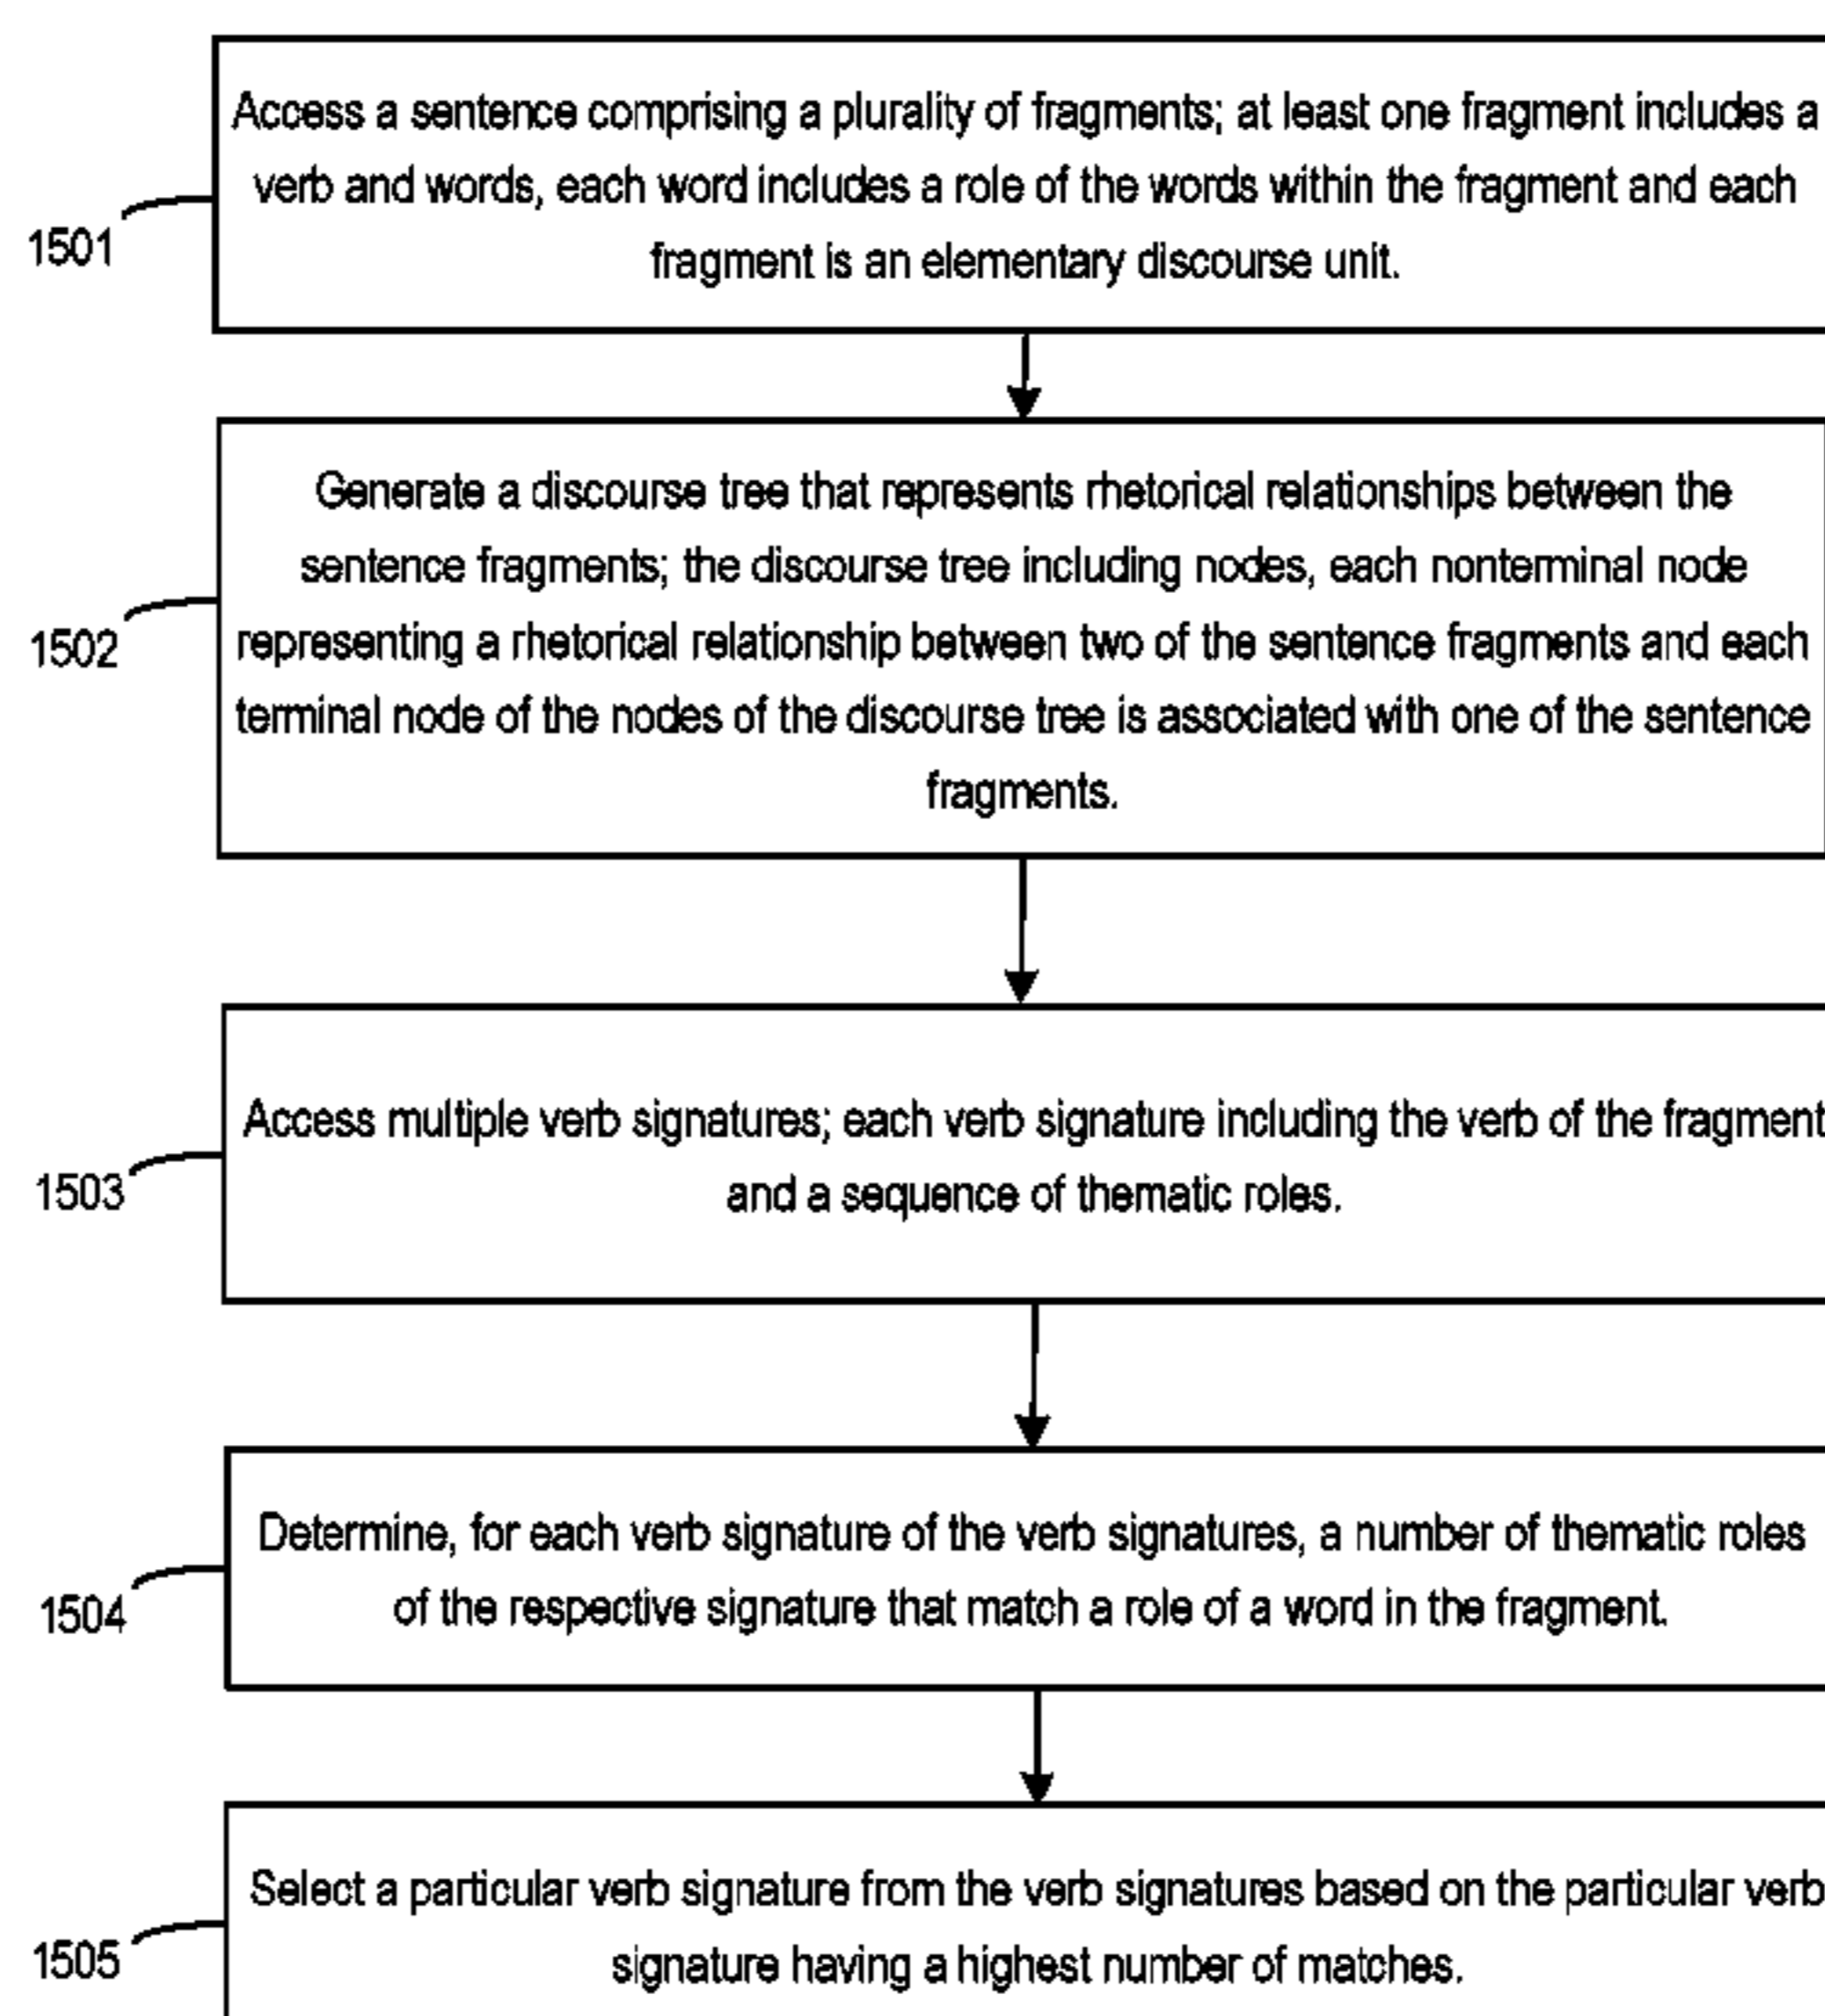 Access a sentence comprising a plurality of fragments; at least one fragment includes a
verb and words, each word includes a role of the words within the fragment and each
fragment is an elementary discourse unit.
1501
Generate a discourse tree that represents rhetorical relationships between the
sentence fragments; the discourse tree including nodes, each nonterminal node
representing a rhetorical relationship between two of the sentence fragments and each
terminal node of the nodes of the discourse tree is associated with one of the sentence
fragments.
1502
Access multiple verb signatures; each verb signature including the verb of the fragment
and a sequence of thematic roles.
1503
Determine, for each verb signature of the verb signatures, a number of thematic roles
of the respective signature that match a role of a word in the fragment.
1504
Select a particular verb signature from the verb signatures based on the particular verb
signature having a highest number of matches.
1505